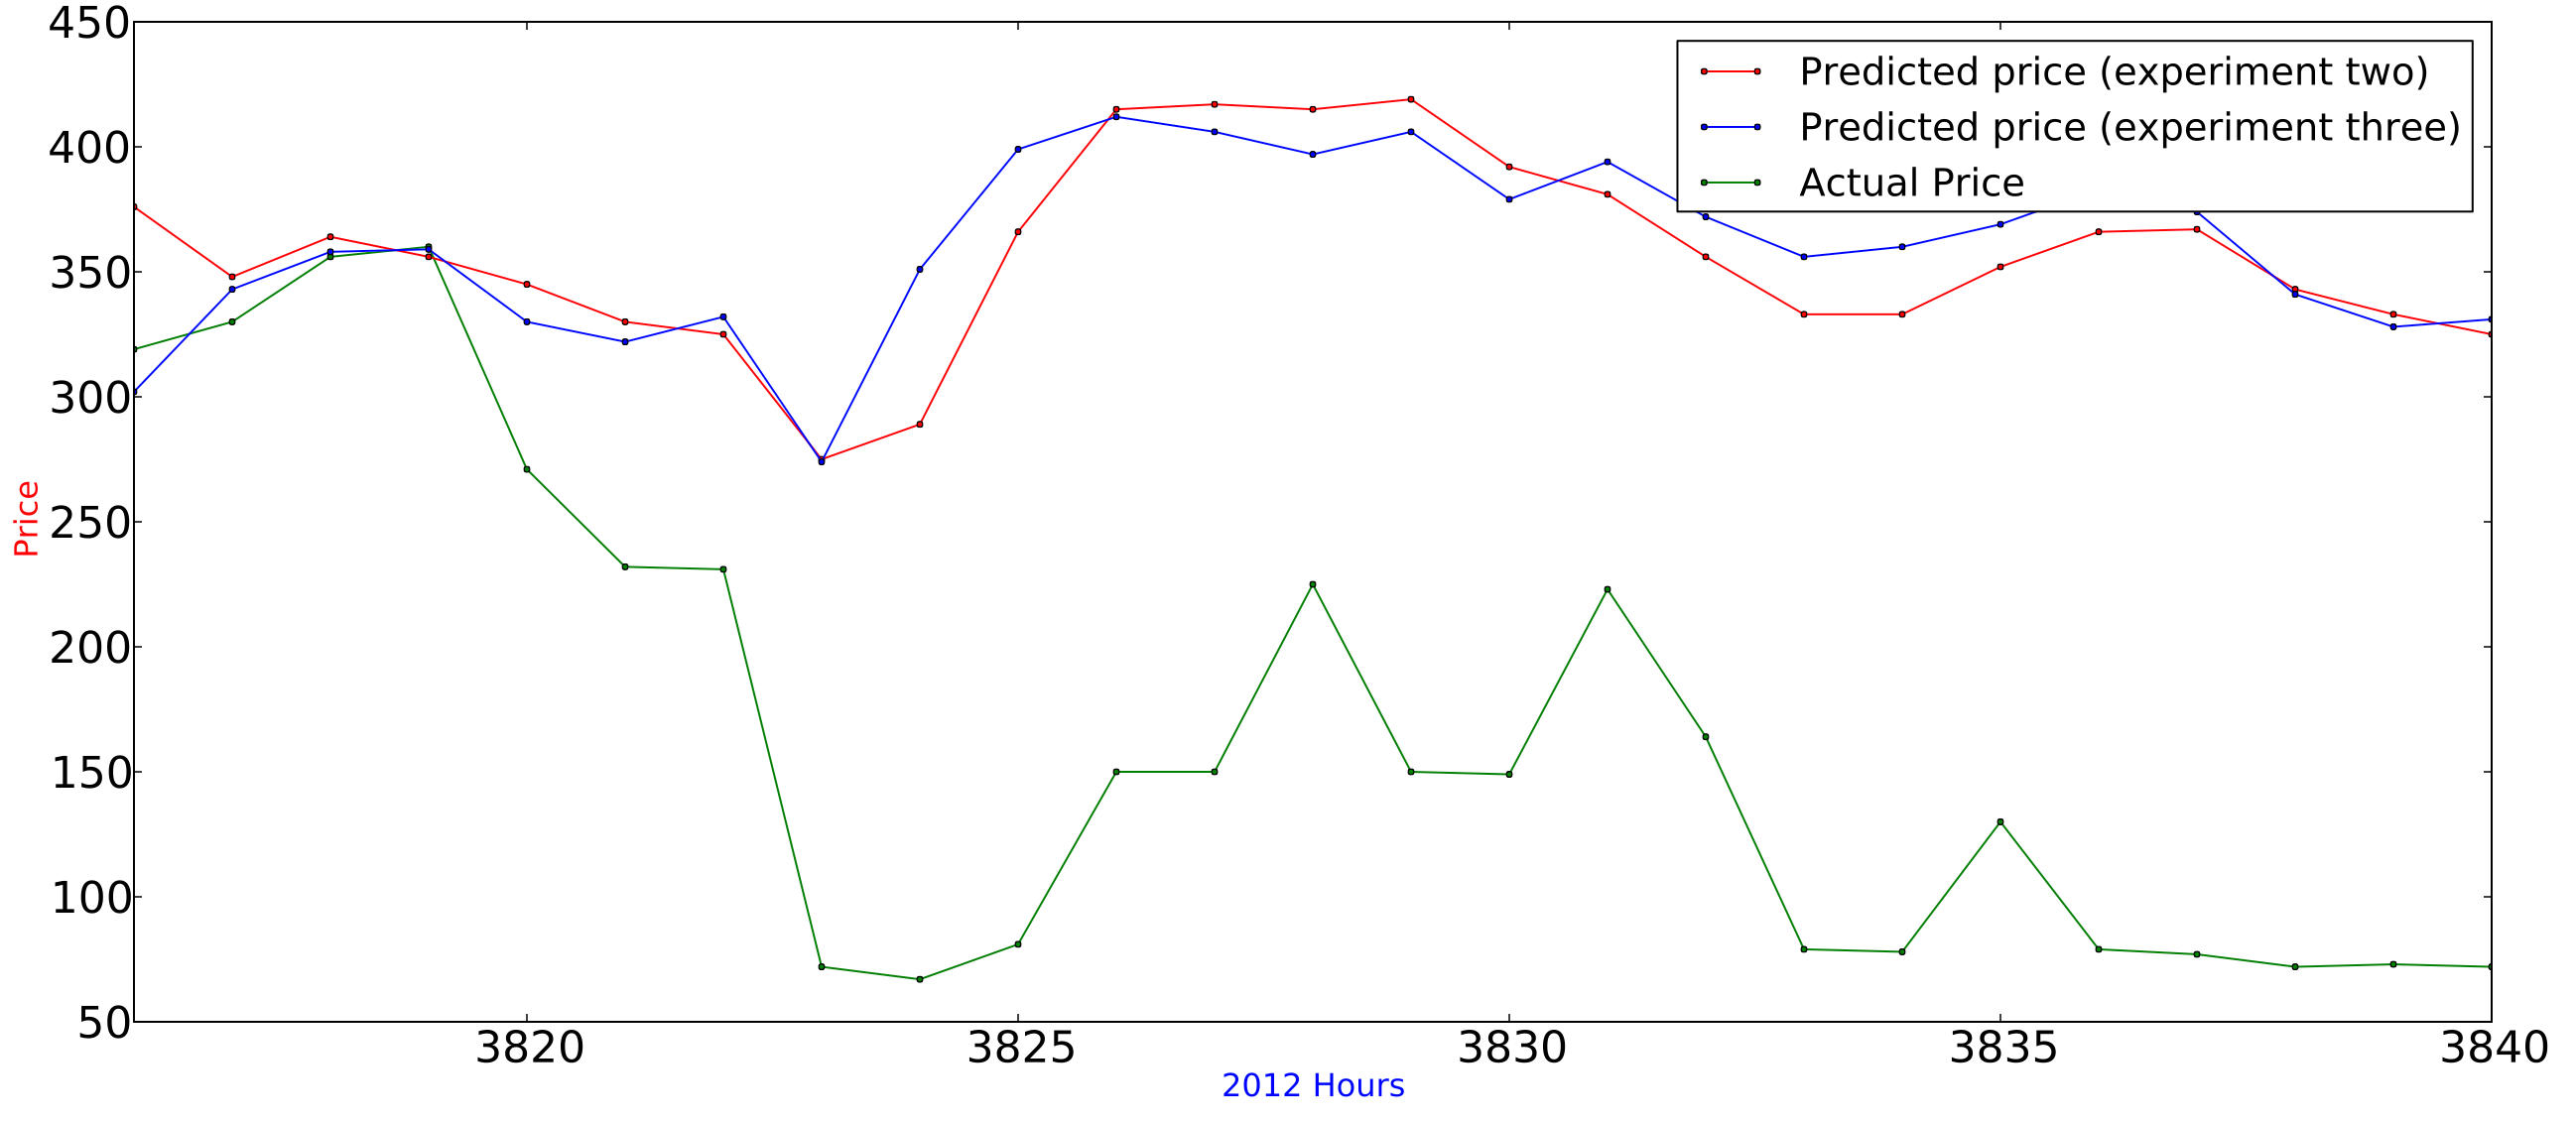 450
400
350
300
250
200
150
100
50
Price
Predicted price (experiment two)
Predicted price (experiment three)
Actual Price
3820 3825 3830 3835 3840
2012 Hours